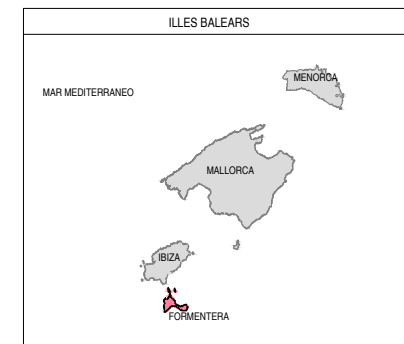 ILLES BALEARS
MENORCA
MAR MEDITERRANEO
MALLORCA
IBIZA
FORMENTERA